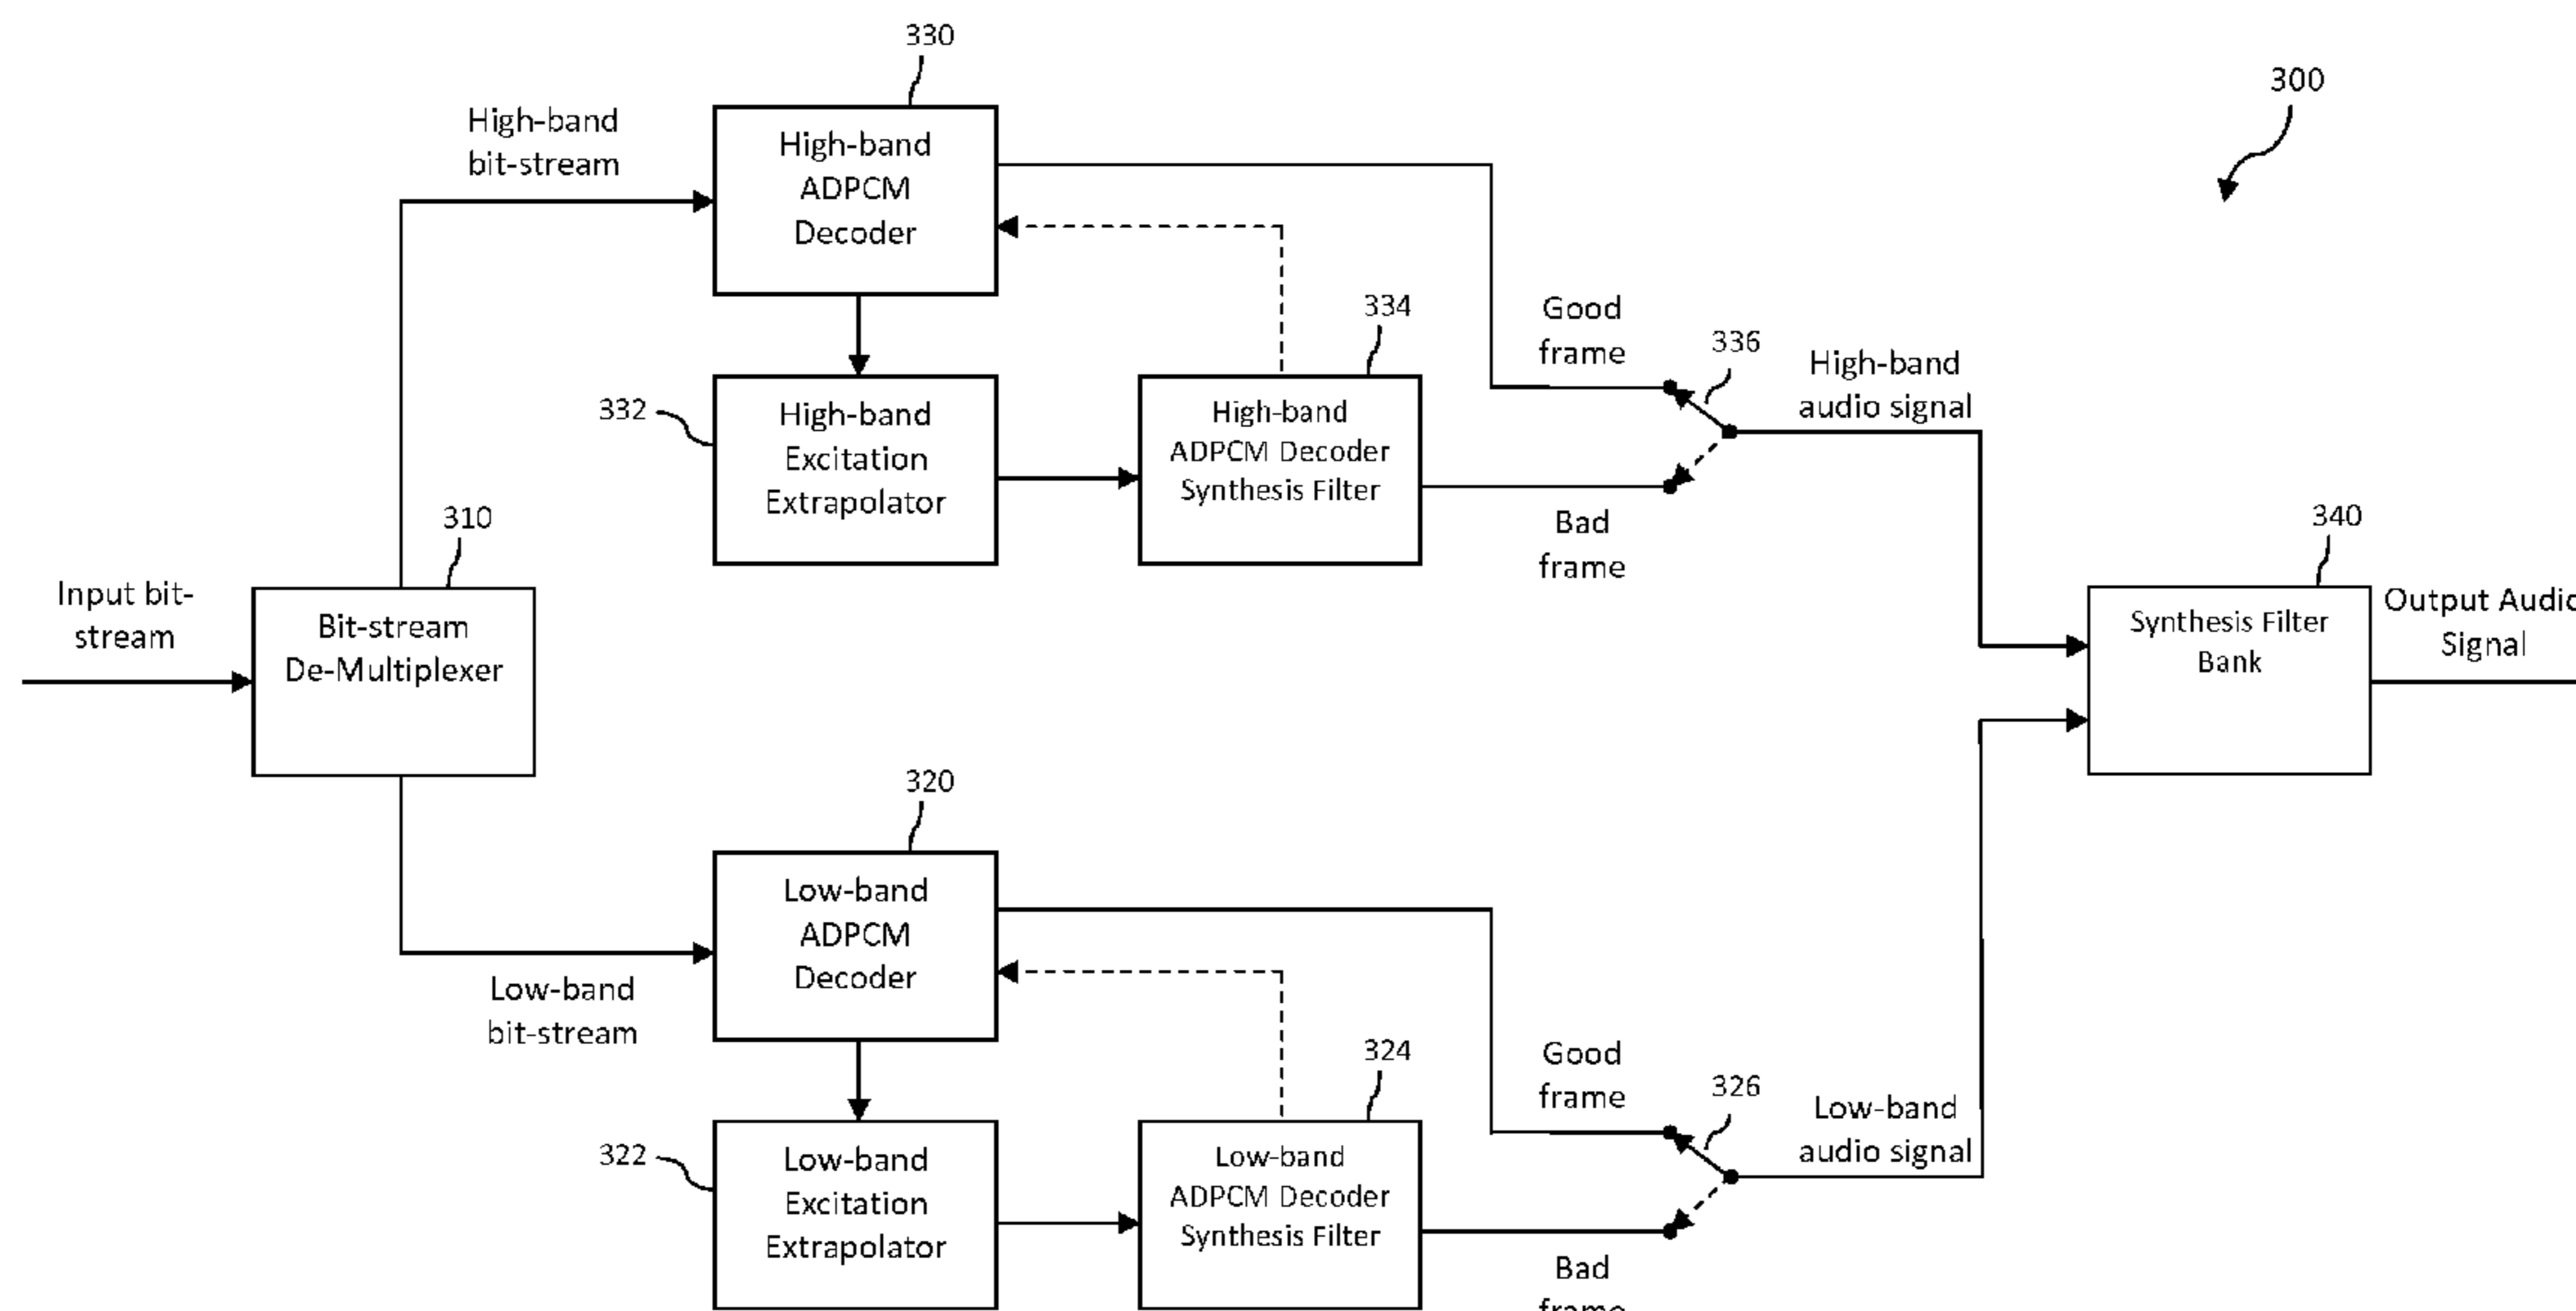 330
300
High-band
bit-stream
High-band
ADPCM
Decoder
334
Good
frame
336
High-band
audio signal
332
High-band
Excitation
Extrapolator
High-band
ADPCM Decoder
Synthesis Filter
Bad
frame
310
340
Input bit-
stream
Bit-stream
De-Multiplexer
Synthesis Filter
Bank
Output Audio
Signal
320
Low-band
bit-stream
Low-band
ADPCM
Decoder
324
Good
frame
326
Low-band
audio signal
322
Low-band
Excitation
Extrapolator
Low-band
ADPCM Decoder
Synthesis Filter
Bad
frame